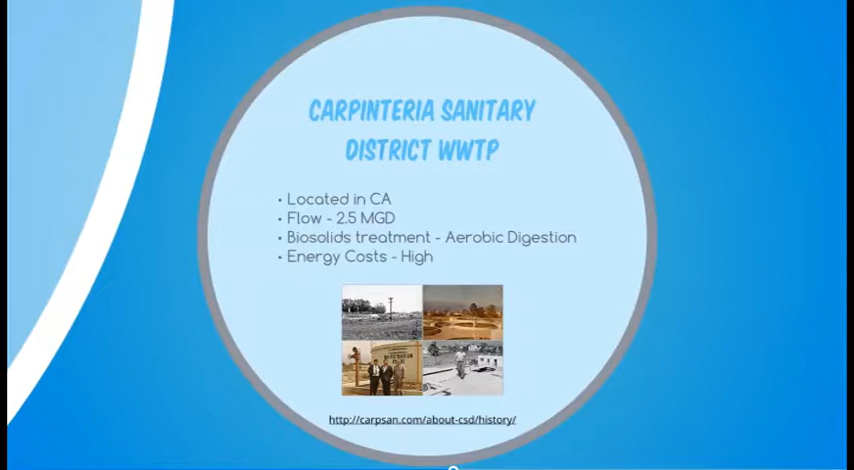 CARPINTERIA SANITARY
DISTRICT WWTP
• Located in CA
• Flow - 2.5 MGD
• Biosolids treatment - Aerobic Digestion
• Energy Costs - High
http://carpsan.com/about-csd/history/